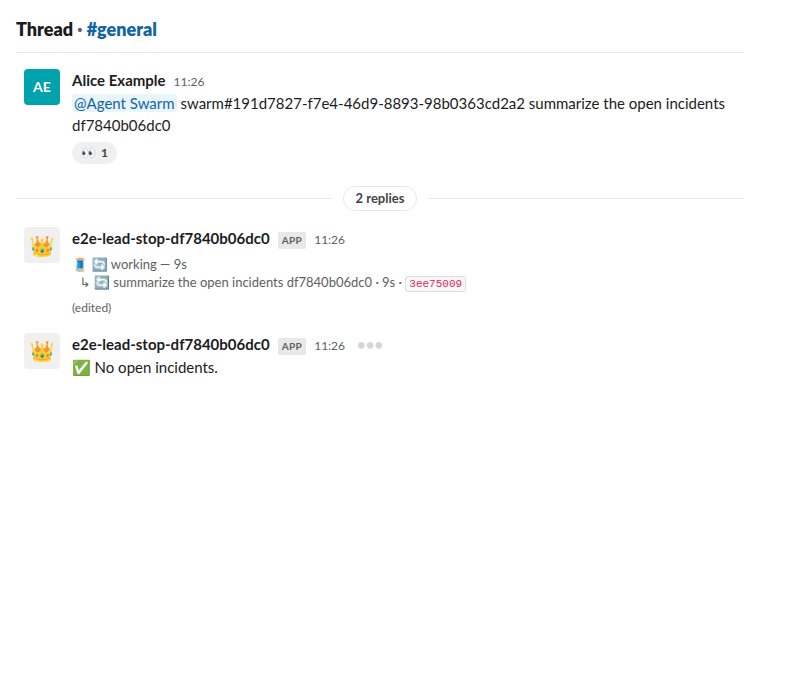 Thread • #general
AE
Alice Example 11:26
@Agent Swarm swarm#191d7827-f7e4-46d9-8893-98b0363cd2a2 summarize the open incidents
df7840b06dc0
👀 1
2 replies
e2e-lead-stop-df7840b06dc0 APP 11:26
🧵 🔄 working — 9s
↳ 🔄 summarize the open incidents df7840b06dc0 · 9s · 3ee75009
(edited)
e2e-lead-stop-df7840b06dc0 APP 11:26
✅ No open incidents.